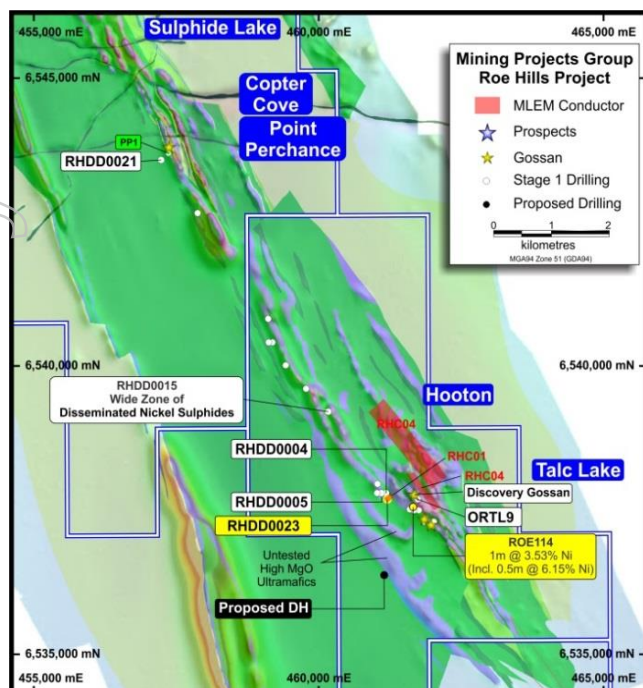 455,000 mE
460,000 mE
465,000 mE
Sulphide Lake
6,545,000 mN
Copter
Cove
Point
Perchance
PP1
RHDD0021
Mining Projects Group
Roe Hills Project
MLEM Conductor
Prospects
Gossan
Stage 1 Drilling
Proposed Drilling
0 1 2
kilometres
MGA94 Zone 51 (GDA94)
6,540,000 mN
6,540,000 mN
RHDD0015
Wide Zone of
Disseminated Nickel Sulphides
Hooton
RHC04
RHDD0004
RHC01
RHC04
Talc Lake
Discovery Gossan
RHDD0005
ORTL9
RHDD0023
ROE114
1m @ 3.53% Ni
(Incl. 0.5m @ 6.15% Ni)
Untested
High MgO
Ultramafics
Proposed DH
6,535,000 mN
6,535,000 mN
455,000 mE
460,000 mE
465,000 mE